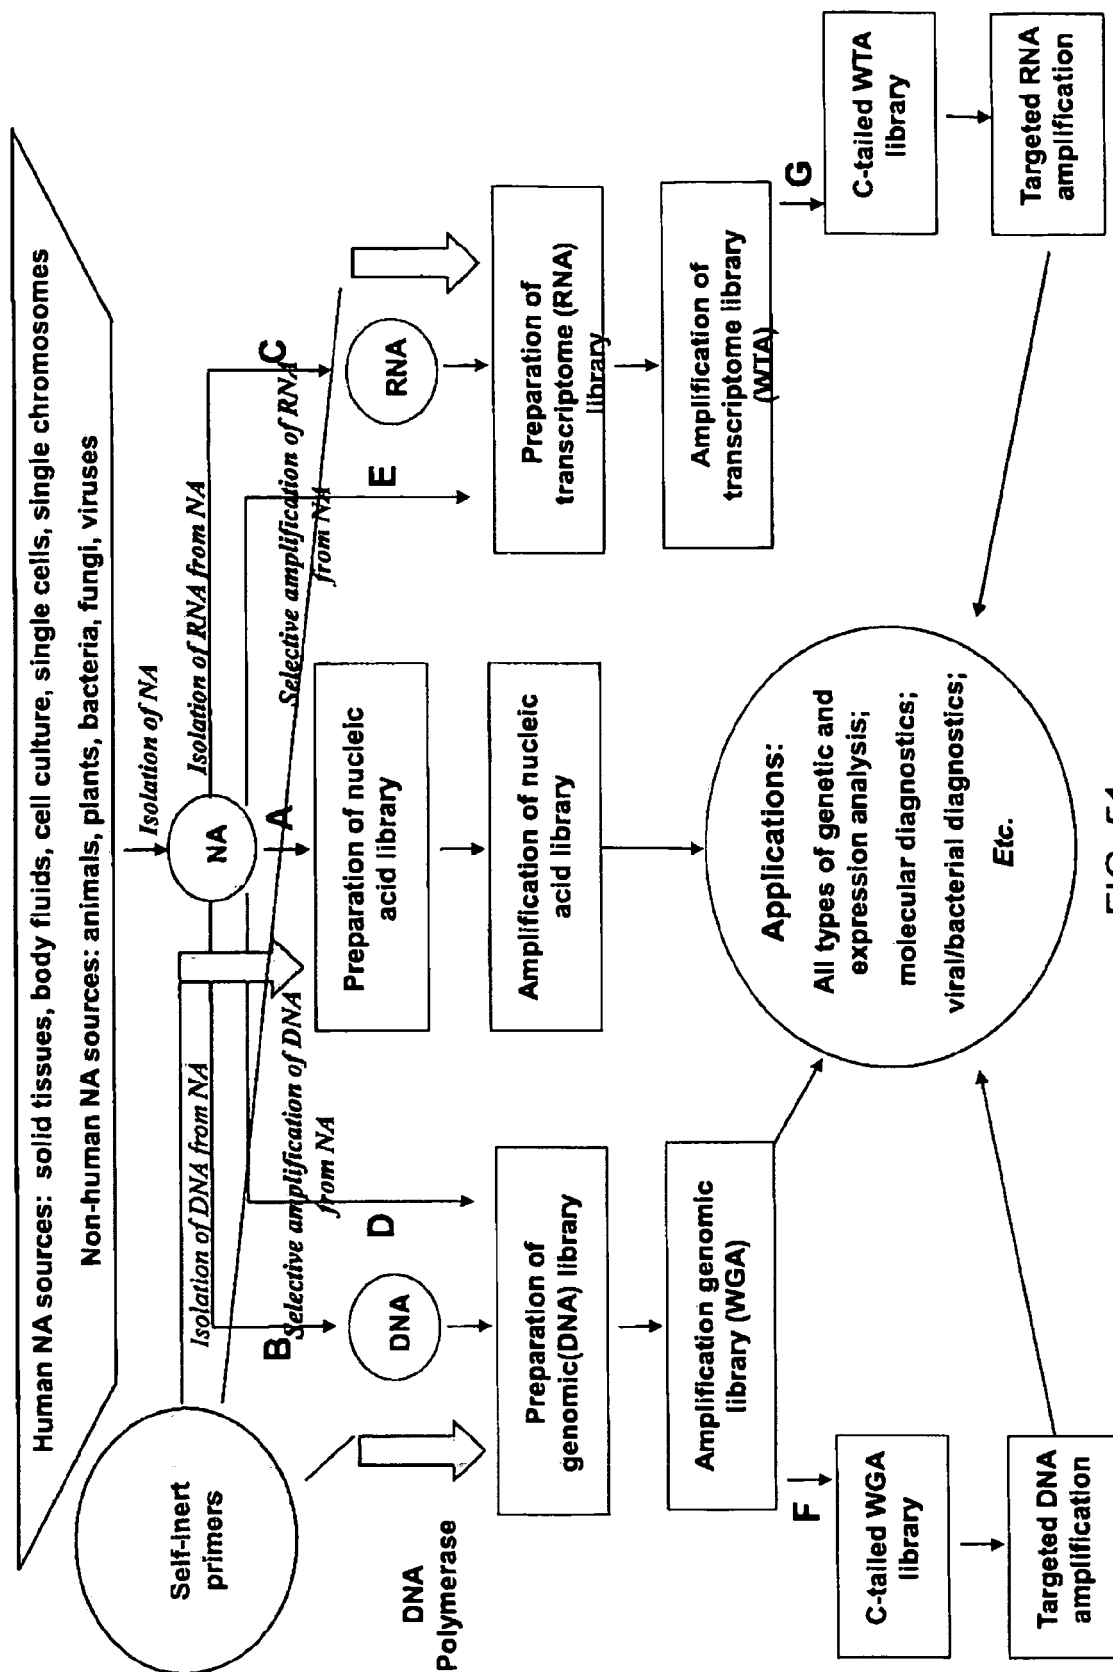 Human NA sources: solid tissues, body fluids, cell culture, single cells, single chromosomes
Non-human NA sources: animals, plants, bacteria, fungi, viruses
Self-inert
primers
Isolation of NA
NA
Isolation of DNA from NA
Isolation of RNA from NA
B
A
C
Selective amplification of DNA
from NA
Selective amplification of RNA
from NA
D
E
DNA
RNA
DNA
Polymerase
Preparation of
genomic(DNA) library
Preparation of nucleic
acid library
Preparation of
transcriptome (RNA)
library
Amplification genomic
library (WGA)
Amplification of nucleic
acid library
Amplification of
transcriptome library
(WTA)
F
G
C-tailed WGA
library
C-tailed WTA
library
Targeted DNA
amplification
Targeted RNA
amplification
Applications:
All types of genetic and
expression analysis;
molecular diagnostics;
viral/bacterial diagnostics;
Etc.
FIG. 51